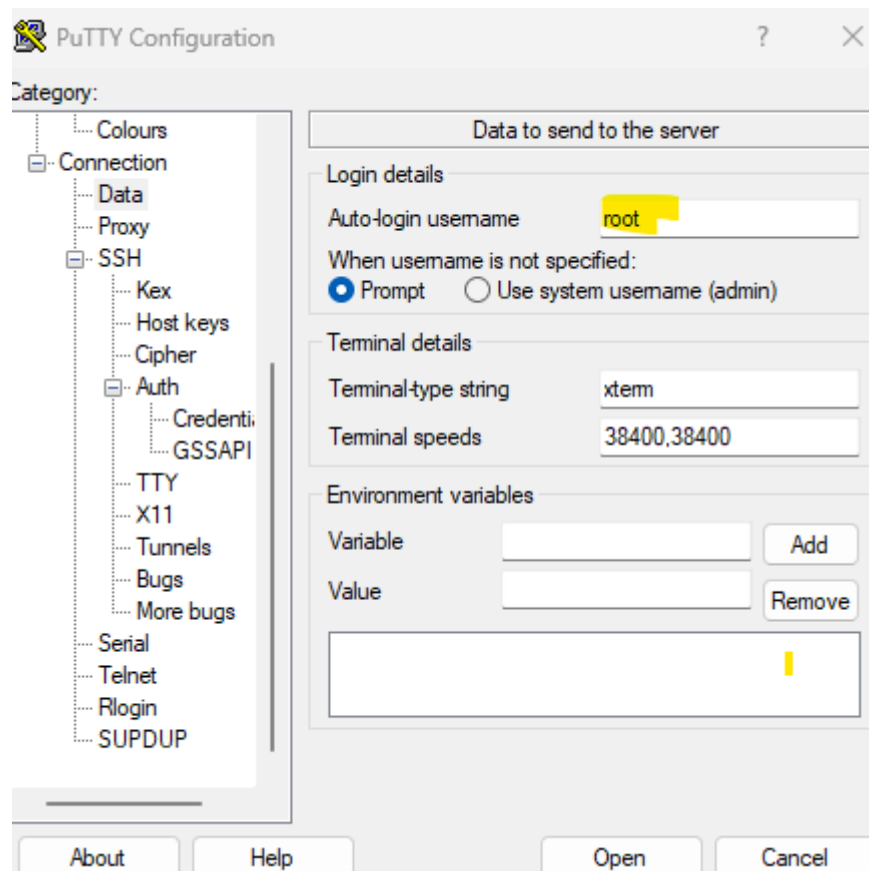 PuTTY Configuration ? ×
Category:
Colours
Connection
Data
Proxy
SSH
Kex
Host keys
Cipher
Auth
Credentia
GSSAPI
TTY
X11
Tunnels
Bugs
More bugs
Serial
Telnet
Rlogin
SUPDUP
Data to send to the server
Login details
Auto-login username root
When username is not specified:
Prompt Use system username (admin)
Terminal details
Terminal-type string xterm
Terminal speeds 38400,38400
Environment variables
Variable Add
Value Remove
About Help Open Cancel